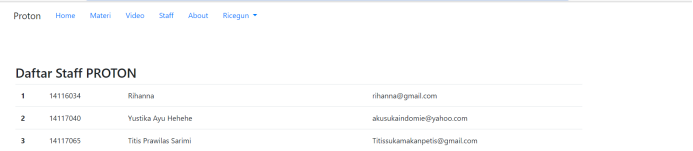 Proton Home Materi Video Staff About Ricegun
Daftar Staff PROTON
1 14116034 Rihanna rihanna@gmail.com
2 14117040 Yustika Ayu Hehehe akusukaindomie@yahoo.com
3 14117065 Titis Prawilas Sarimi Titissukamakanpetis@gmail.com